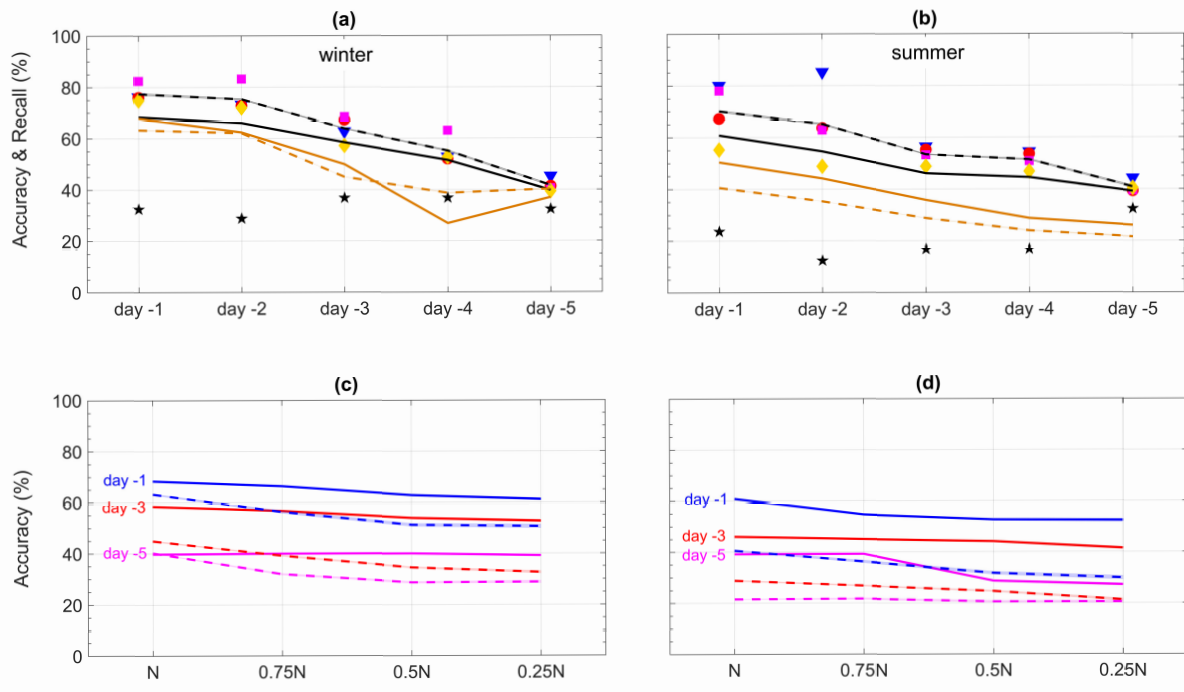 (a)
(b)
winter
summer
Accuracy & Recall (%)
100
80
60
40
20
0
day -1 day -2 day -3 day -4 day -5
day -1 day -2 day -3 day -4 day -5
(c)
(d)
Accuracy (%)
100
80
60
40
20
0
day -1
day -3
day -5
day -1
day -3
day -5
N 0.75N 0.5N 0.25N
N 0.75N 0.5N 0.25N